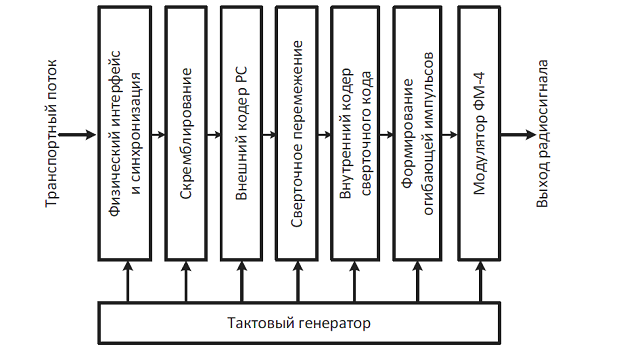 Транспортный поток
Физический интерфейс
и синхронизация
Скремблирование
Внешний кодер РС
Сверточное перемежение
Внутренний кодер
сверточного кода
Формирование
огибающей импульсов
Модулятор ФМ-4
Выход радиосигнала
Тактовый генератор